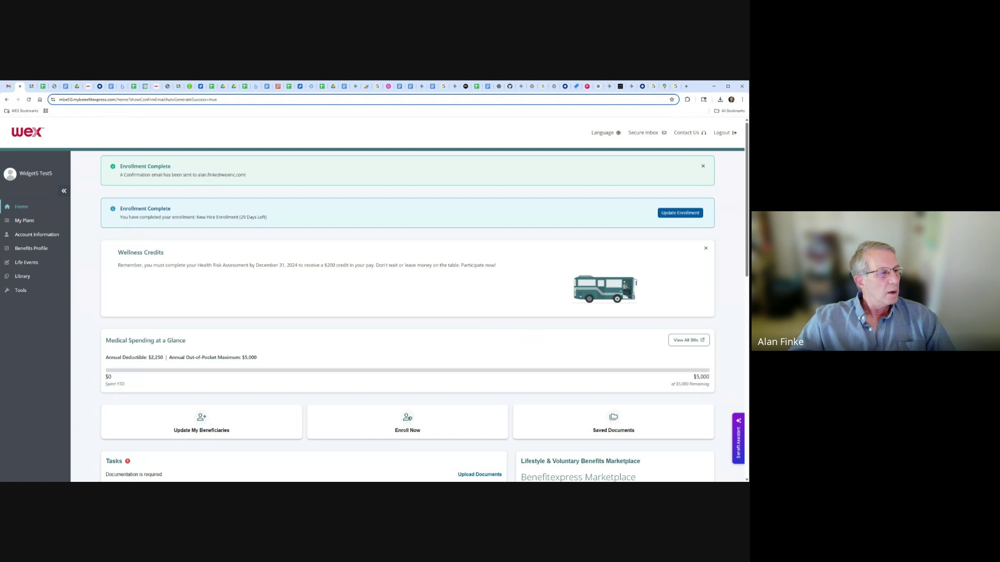 mbe50.mybenefitexpress.com/home?showConfirmEmailAutoGenerateSuccess=true
WEX Bookmarks
All Bookmarks
wex
Language
Secure Inbox
Contact Us
Logout
Widget5 Test5
Home
My Plans
Account Information
Benefits Profile
Life Events
Library
Tools
Enrollment Complete
A Confirmation email has been sent to alan.finke@wexinc.com!
Enrollment Complete
You have completed your enrollment: New Hire Enrollment (29 Days Left)
Update Enrollment
Wellness Credits
Remember, you must complete your Health Risk Assessment by December 31, 2024 to receive a $200 credit in your pay. Don't wait or leave money on the table. Participate now!
Medical Spending at a Glance
View All Bills
Annual Deductible: $2,250 | Annual Out-of-Pocket Maximum: $5,000
$0
$5,000
Spent YTD
of $5,000 Remaining
Update My Beneficiaries
Enroll Now
Saved Documents
Benefit Assistant
Tasks
Documentation is required.
Upload Documents
Lifestyle & Voluntary Benefits Marketplace
Benefitexpress Marketplace
Alan Finke